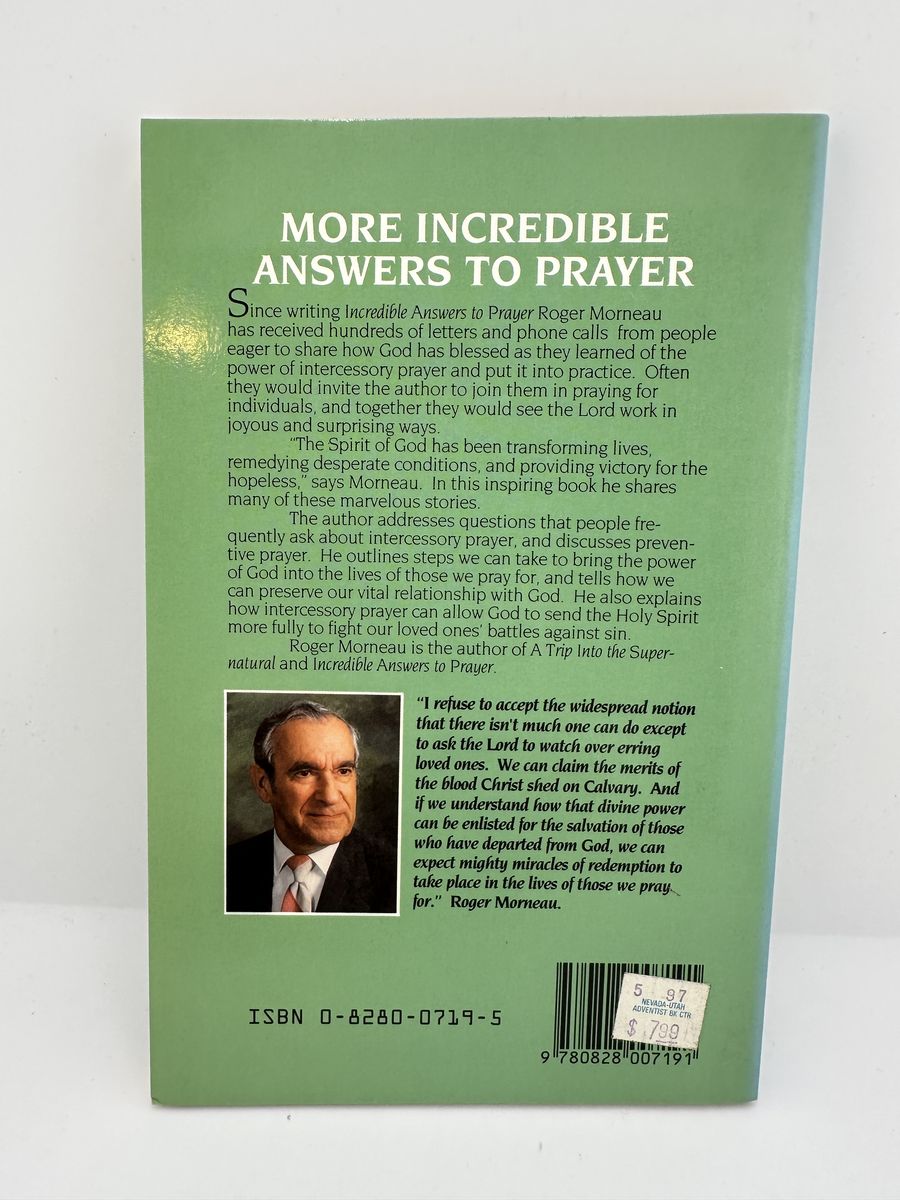 MORE INCREDIBLE
ANSWERS TO PRAYER
Since writing Incredible Answers to Prayer Roger Morneau
has received hundreds of letters and phone calls from people
eager to share how God has blessed as they learned of the
power of intercessory prayer and put it into practice. Often
they would invite the author to join them in praying for
individuals, and together they would see the Lord work in
joyous and surprising ways.
"The Spirit of God has been transforming lives,
remedying desperate conditions, and providing victory for the
hopeless," says Morneau. In this inspiring book he shares
many of these marvelous stories.
The author addresses questions that people fre-
quently ask about intercessory prayer, and discusses preven-
tive prayer. He outlines steps we can take to bring the power
of God into the lives of those we pray for, and tells how we
can preserve our vital relationship with God. He also explains
how intercessory prayer can allow God to send the Holy Spirit
more fully to fight our loved ones' battles against sin.
Roger Morneau is the author of A Trip Into the Super-
natural and Incredible Answers to Prayer.
"I refuse to accept the widespread notion
that there isn't much one can do except
to ask the Lord to watch over erring
loved ones. We can claim the merits of
the blood Christ shed on Calvary. And
if we understand how that divine power
can be enlisted for the salvation of those
who have departed from God, we can
expect mighty miracles of redemption to
take place in the lives of those we pray
for." Roger Morneau.
5 97
NEVADA-UTAH
ADVENTIST BK CTR
$ 7.99
ISBN 0-8280-0719-5
9 780828 007191